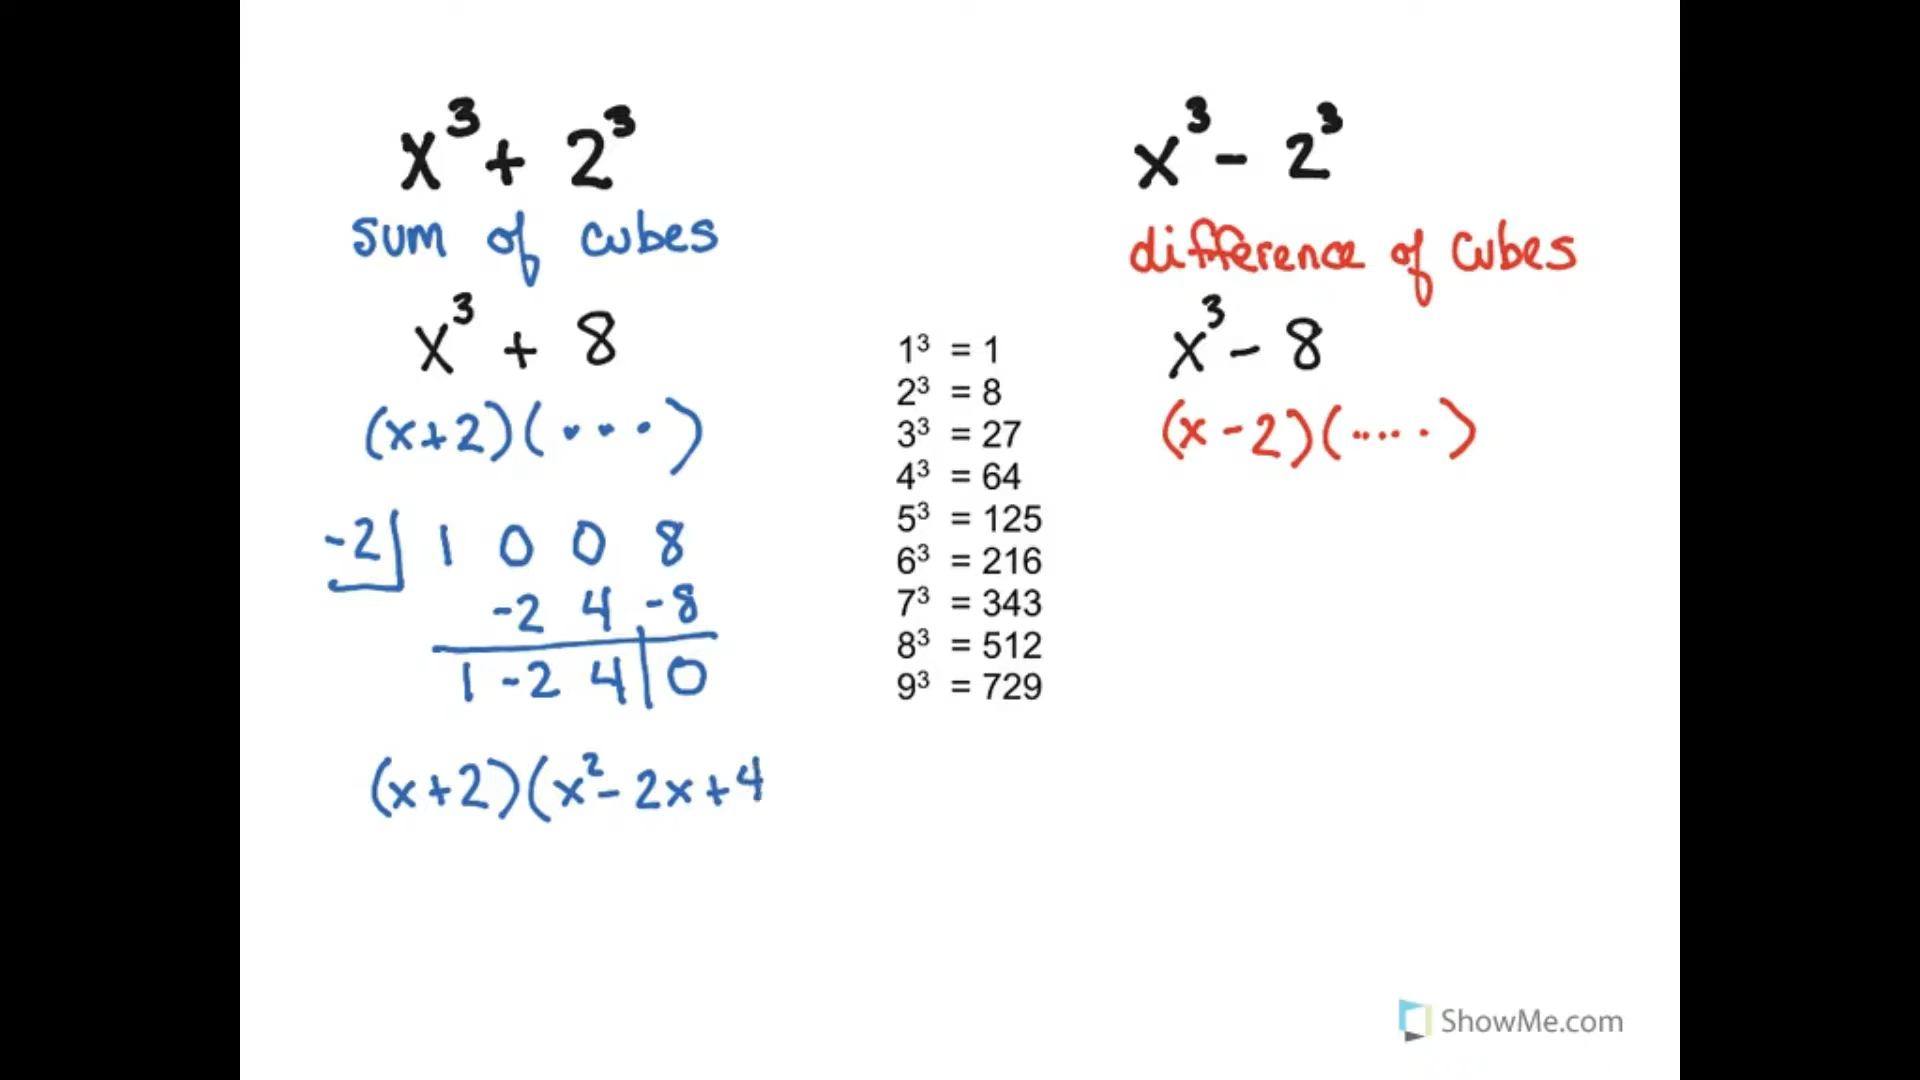 x³ + 2³
sum of cubes
x³ + 8
(x+2)(...)
-2 1 0 0 8
-2 4 -8
1 -2 4 0
(x+2)(x²-2x+4
1³ = 1
2³ = 8
3³ = 27
4³ = 64
5³ = 125
6³ = 216
7³ = 343
8³ = 512
9³ = 729
x³ - 2³
difference of cubes
x³ - 8
(x-2)(.....)
ShowMe.com